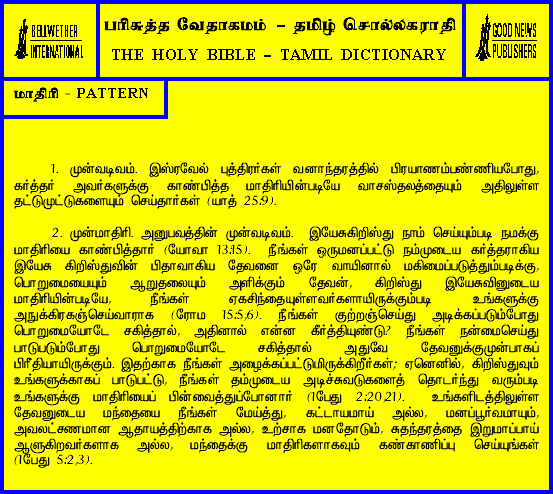 BELLWETHER
INTERNATIONAL
பரிசுத்த வேதாகமம் – தமிழ் சொல்லகராதி
THE HOLY BIBLE – TAMIL DICTIONARY
GOOD NEWS
PUBLISHERS
மாதிரி - PATTERN
1. முன்வடிவம். இஸ்ரவேல் புத்திரர்கள் வனாந்தரத்தில் பிரயாணம்பண்ணியபோது,
கர்த்தர் அவர்களுக்கு காண்பித்த மாதிரியின்படியே வாசஸ்தலத்தையும் அதிலுள்ள
தட்டுமுட்டுகளையும் செய்தார்கள் (யாத் 25:9).
2. முன்மாதிரி. அனுபவத்தின் முன்வடிவம். இயேசுகிறிஸ்து நாம் செய்யும்படி நமக்கு
மாதிரியை காண்பித்தார் (யோவா 13:15). நீங்கள் ஒருமனப்பட்டு நம்முடைய கர்த்தராகிய
இயேசு கிறிஸ்துவின் பிதாவாகிய தேவனை ஒரே வாயினால் மகிமைப்படுத்தும்படிக்கு,
பொறுமையையும் ஆறுதலையும் அளிக்கும் தேவன், கிறிஸ்து இயேசுவினுடைய
மாதிரியின்படியே, நீங்கள் ஏகசிந்தையுள்ளவர்களாயிருக்கும்படி உங்களுக்கு
அநுக்கிரகஞ்செய்வாராக (ரோம 15:5,6). நீங்கள் குற்றஞ்செய்து அடிக்கப்படும்போது
பொறுமையோடே சகித்தால், அதினால் என்ன கீர்த்தியுண்டு? நீங்கள் நன்மைசெய்து
பாடுபடும்போது பொறுமையோடே சகித்தால் அதுவே தேவனுக்குமுன்பாகப்
பிரீதியாயிருக்கும். இதற்காக நீங்கள் அழைக்கப்பட்டுமிருக்கிறீர்கள்; ஏனெனில், கிறிஸ்துவும்
உங்களுக்காகப் பாடுபட்டு, நீங்கள் தம்முடைய அடிச்சுவடுகளைத் தொடர்ந்து வரும்படி
உங்களுக்கு மாதிரியைப் பின்வைத்துப்போனார் (1பேது 2:20,21). உங்களிடத்திலுள்ள
தேவனுடைய மந்தையை நீங்கள் மேய்த்து, கட்டாயமாய் அல்ல, மனப்பூர்வமாயும்,
அவலட்சணமான ஆதாயத்திற்காக அல்ல, உற்சாக மனதோடும், சுதந்தரத்தை இறுமாப்பாய்
ஆளுகிறவர்களாக அல்ல, மந்தைக்கு மாதிரிகளாகவும் கண்காணிப்பு செய்யுங்கள்
(1பேது 5:2,3).